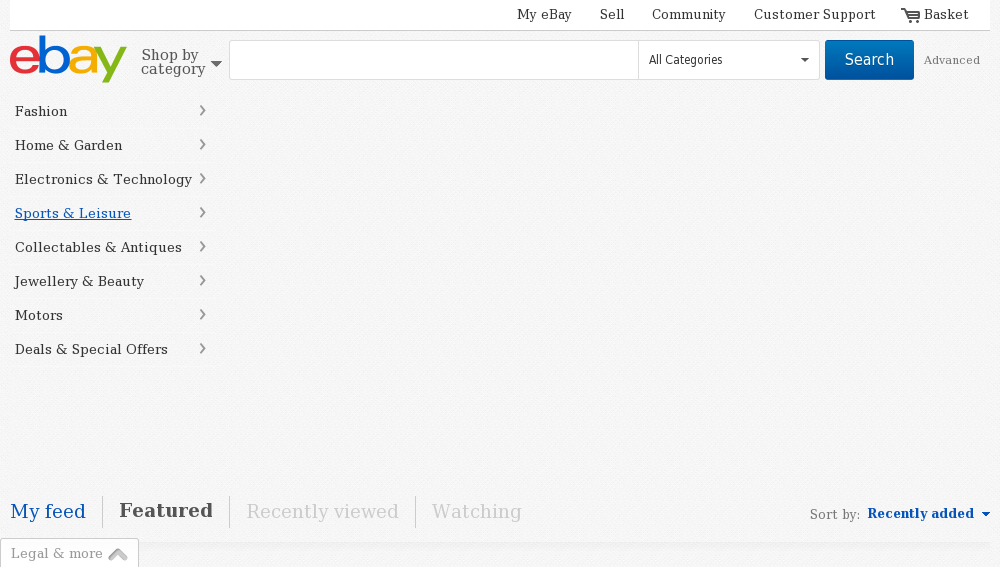 My eBay Sell Community Customer Support Basket
ebay
Shop by
category
All Categories
Search
Advanced
Fashion
Home & Garden
Electronics & Technology
Sports & Leisure
Collectables & Antiques
Jewellery & Beauty
Motors
Deals & Special Offers
My feed Featured Recently viewed Watching
Sort by: Recently added
Legal & more